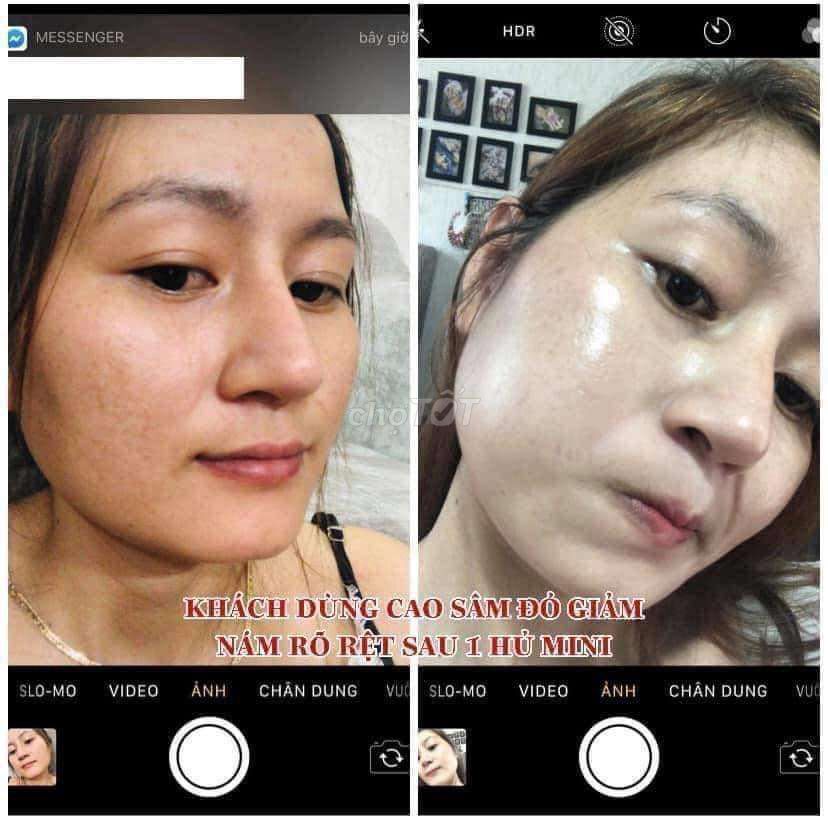 MESSENGER
bây giờ
HDR
chợTỐT
KHÁCH DÙNG CAO SÂM ĐỎ GIẢM
NÁM RÕ RỆT SAU 1 HỦ MINI
SLO-MO VIDEO ẢNH CHÂN DUNG
SLO-MO VIDEO ẢNH CHÂN DUNG